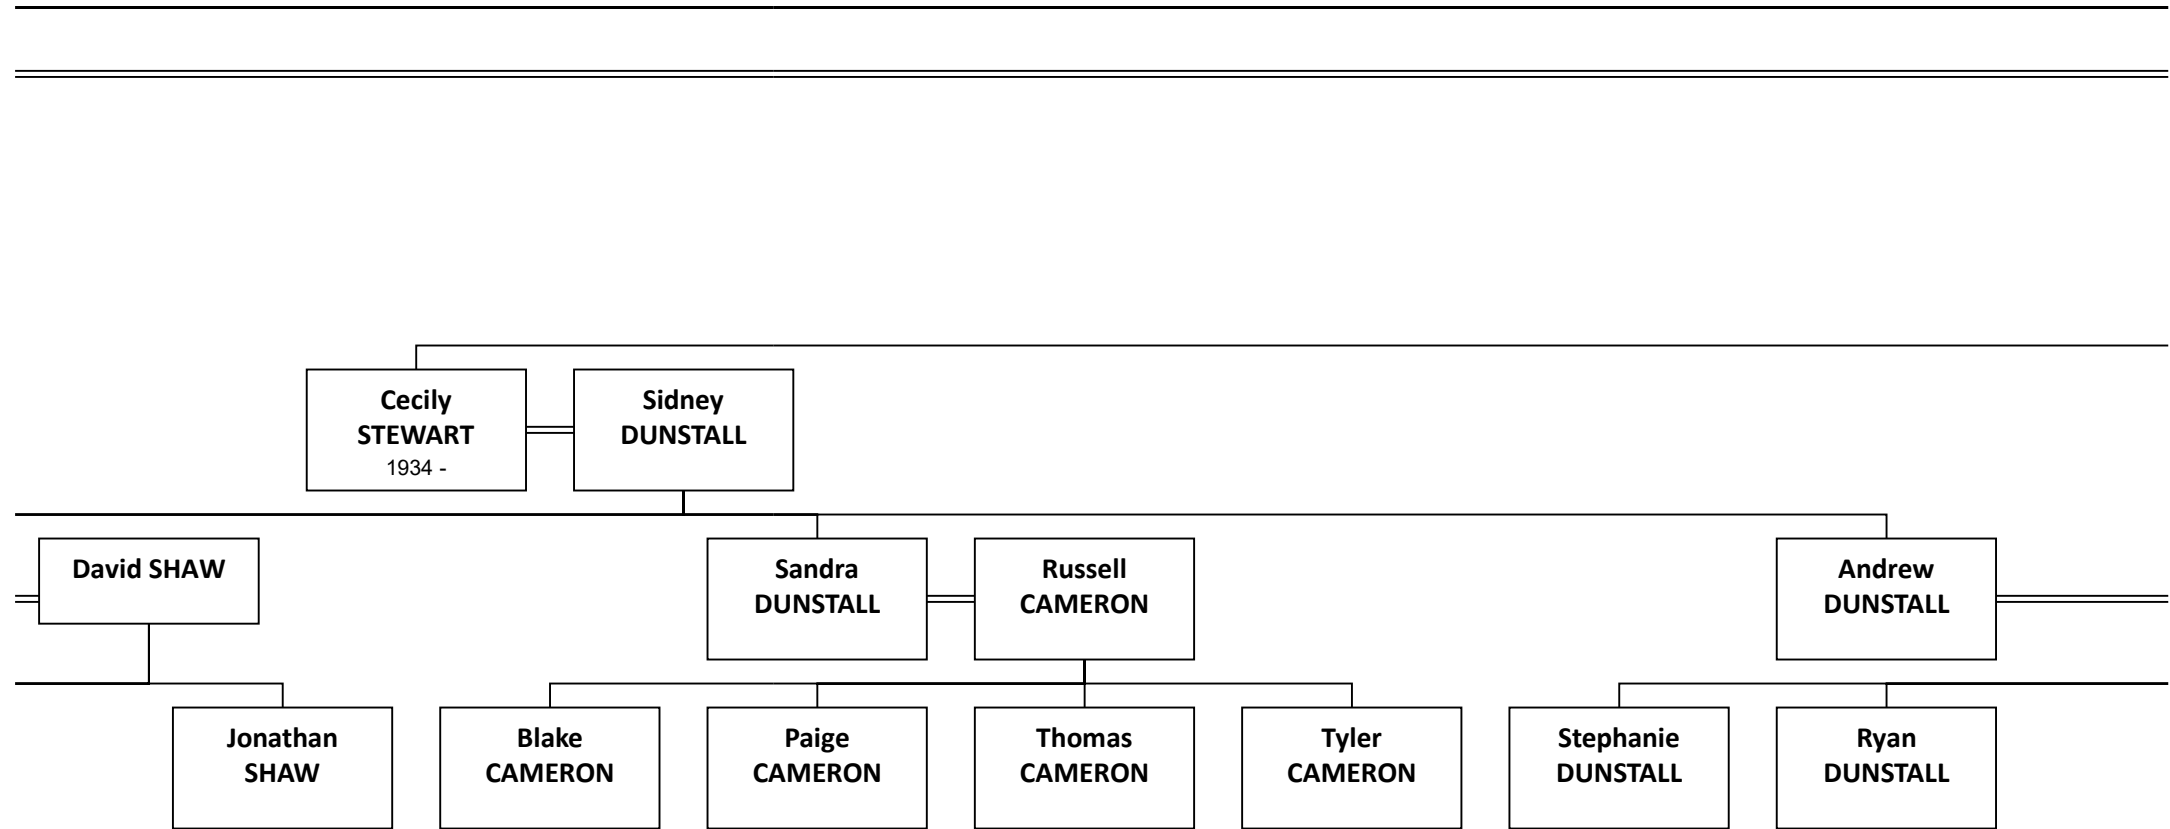 Cecily
STEWART
1934 -
Sidney
DUNSTALL
David SHAW
Sandra
DUNSTALL
Russell
CAMERON
Andrew
DUNSTALL
Jonathan
SHAW
Blake
CAMERON
Paige
CAMERON
Thomas
CAMERON
Tyler
CAMERON
Stephanie
DUNSTALL
Ryan
DUNSTALL